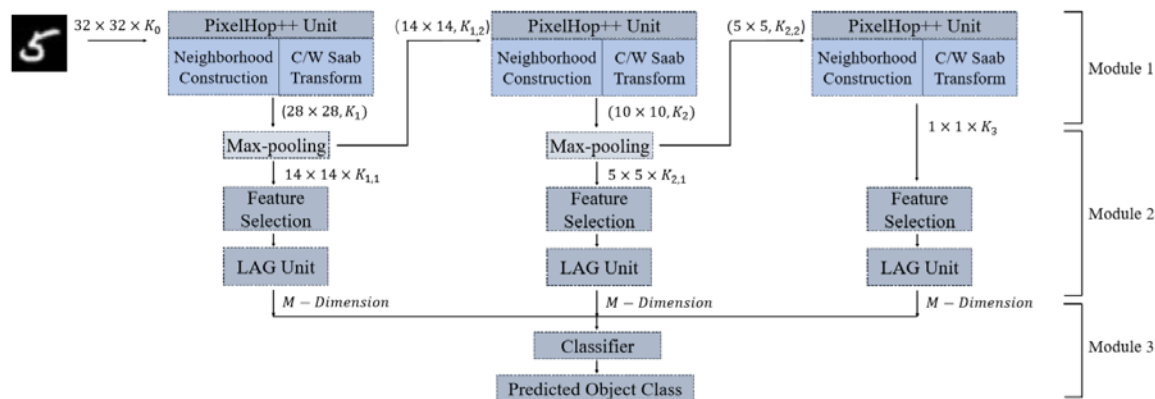 32 × 32 × K₀
PixelHop++ Unit
Neighborhood Construction
C/W Saab Transform
(14 × 14, K₁,₂)
PixelHop++ Unit
Neighborhood Construction
C/W Saab Transform
(5 × 5, K₂,₂)
PixelHop++ Unit
Neighborhood Construction
C/W Saab Transform
Module 1
(28 × 28, K₁)
(10 × 10, K₂)
1 × 1 × K₃
Max-pooling
Max-pooling
14 × 14 × K₁,₁
5 × 5 × K₂,₁
Feature Selection
Feature Selection
Feature Selection
Module 2
LAG Unit
LAG Unit
LAG Unit
M − Dimension
M − Dimension
M − Dimension
Classifier
Module 3
Predicted Object Class